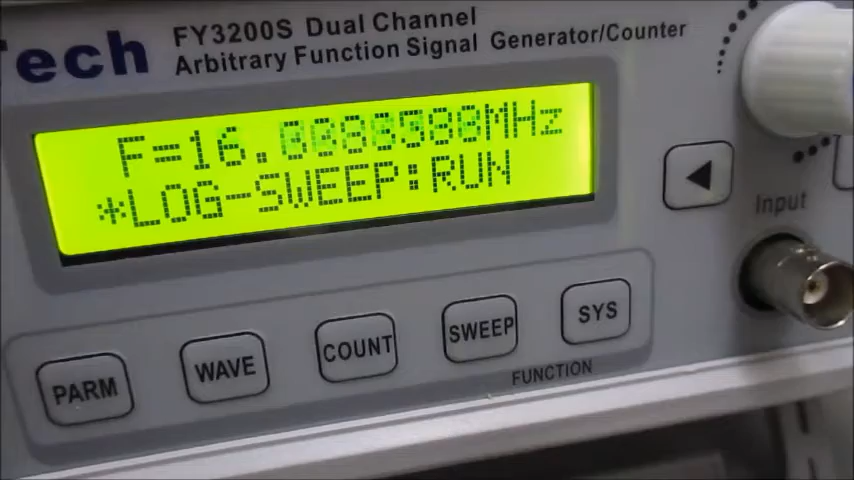 Tech
FY3200S Dual Channel
Arbitrary Function Signal Generator/Counter
F=16. MHz
*LOG-SWEEP:RUN
Input
PARM
WAVE
COUNT
SWEEP
SYS
FUNCTION